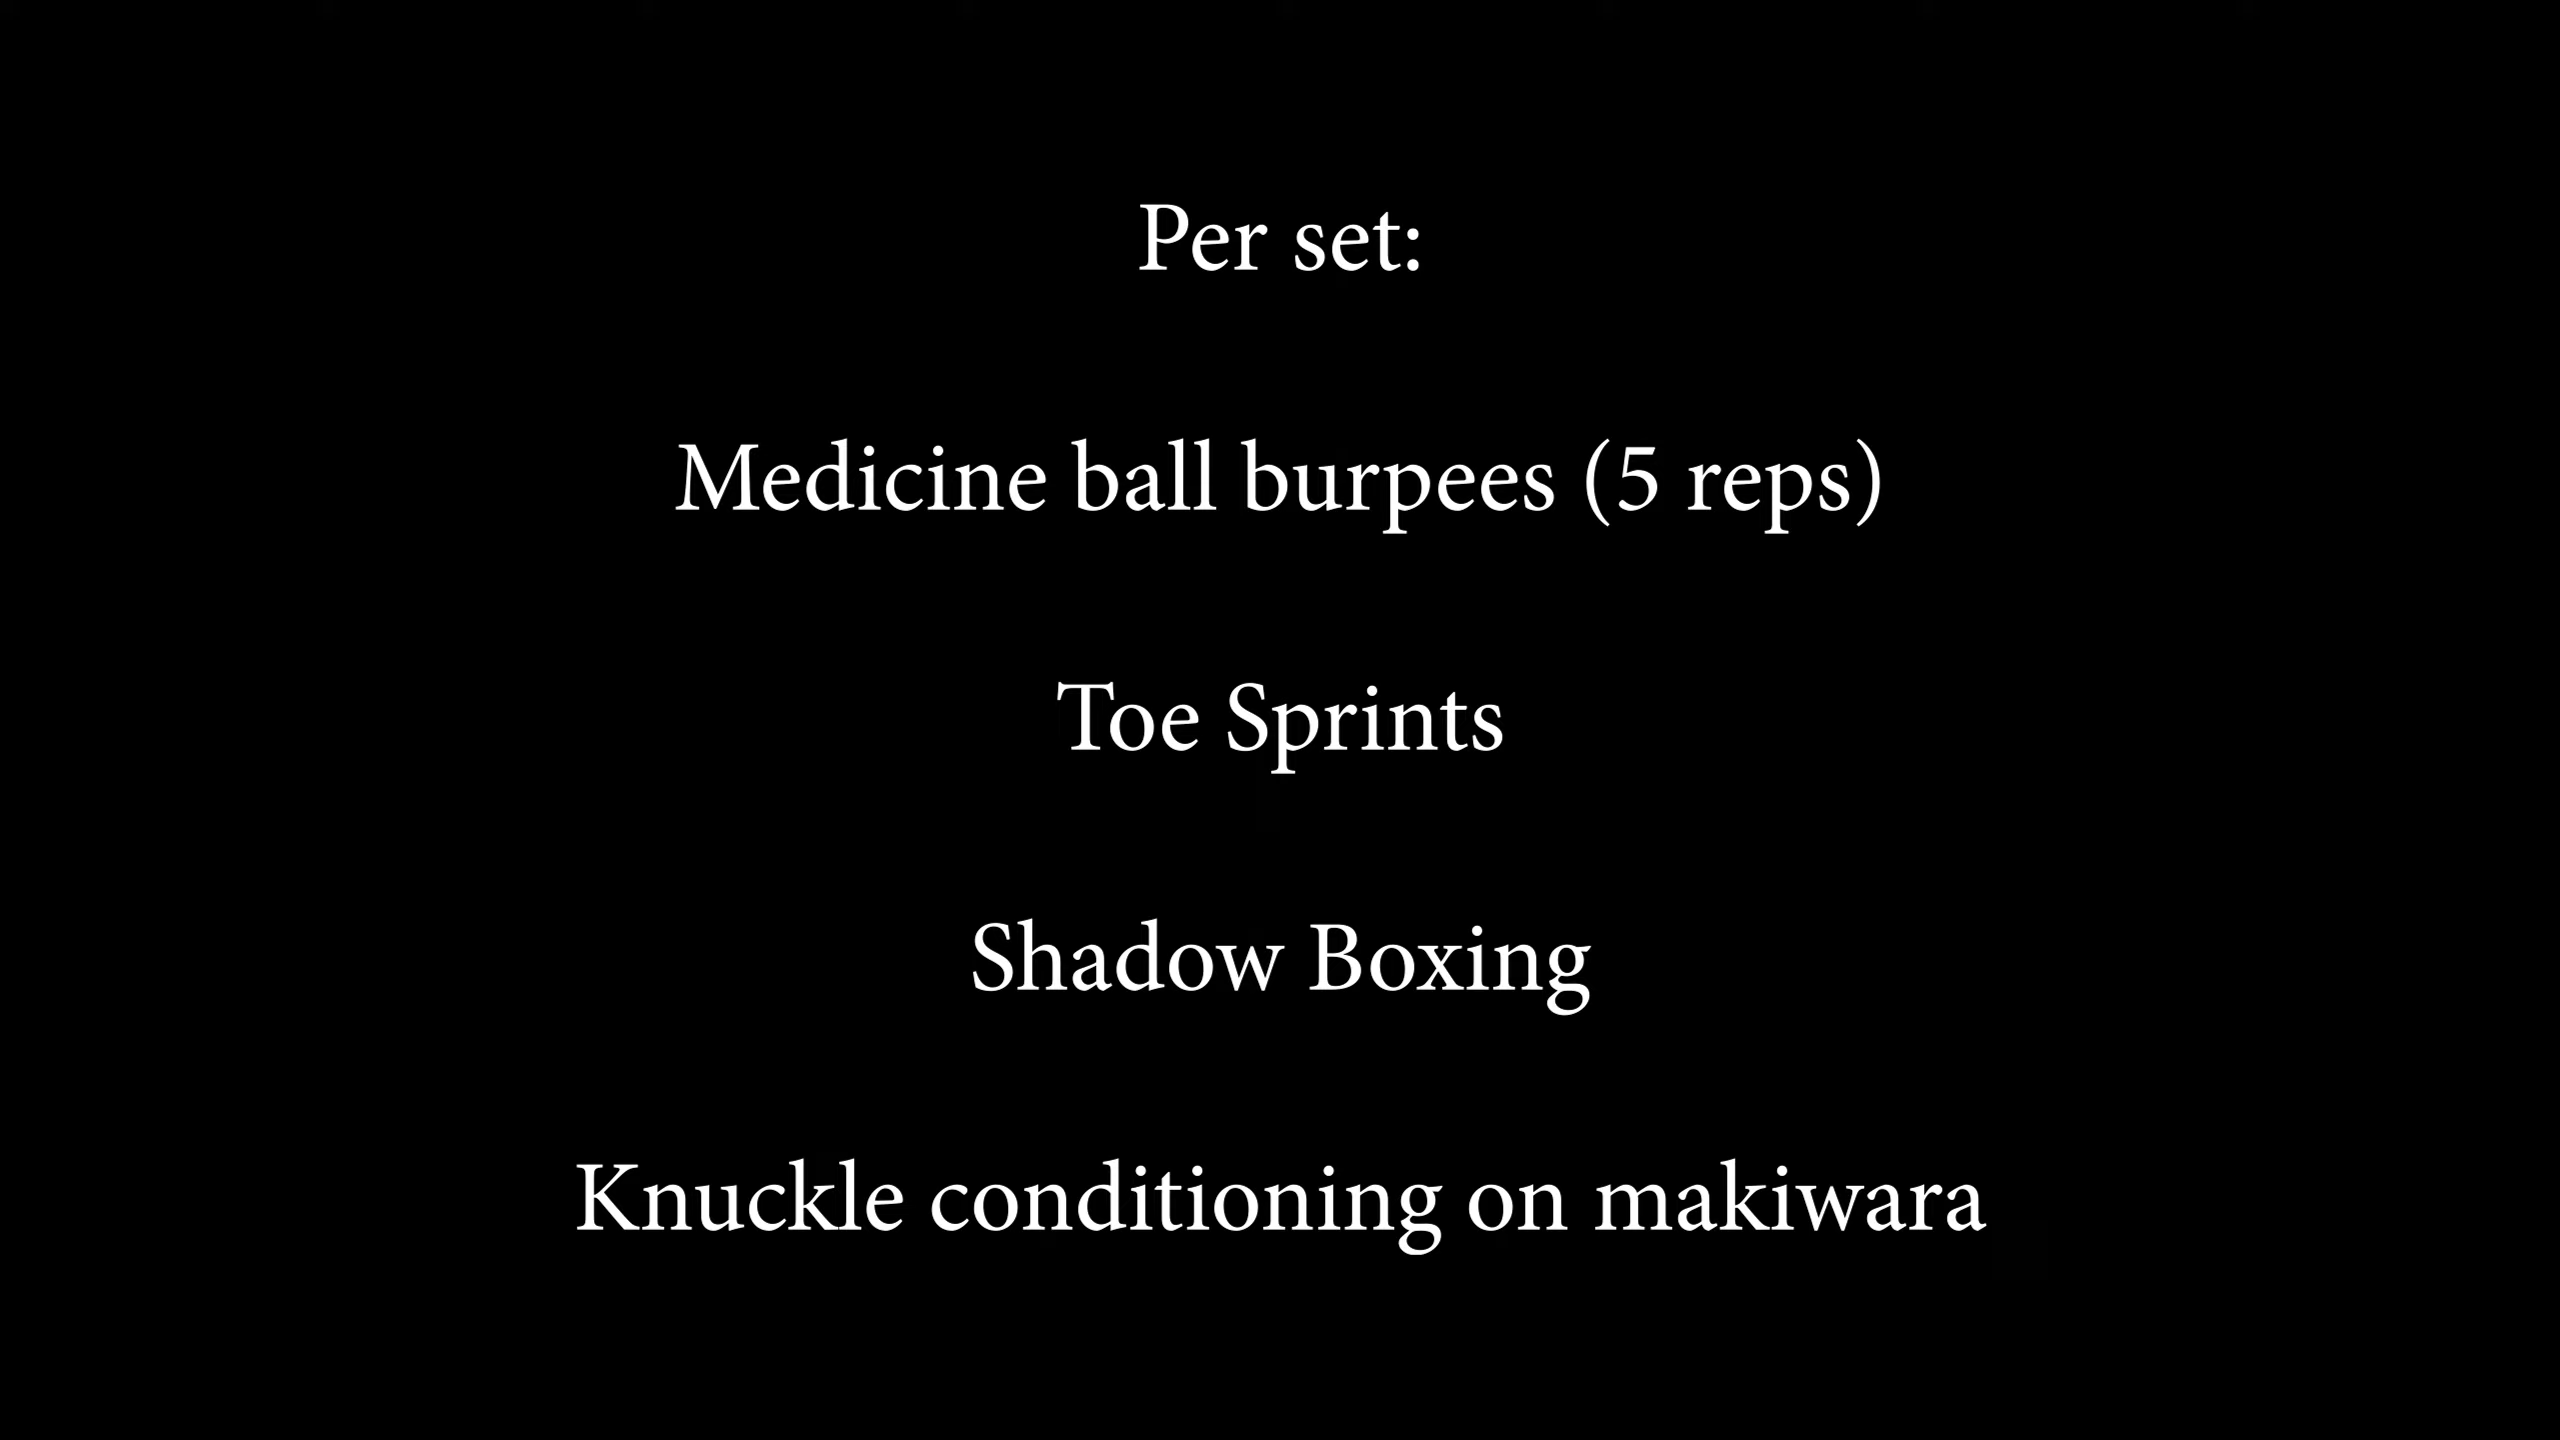 Per set:
Medicine ball burpees (5 reps)
Toe Sprints
Shadow Boxing
Knuckle conditioning on makiwara